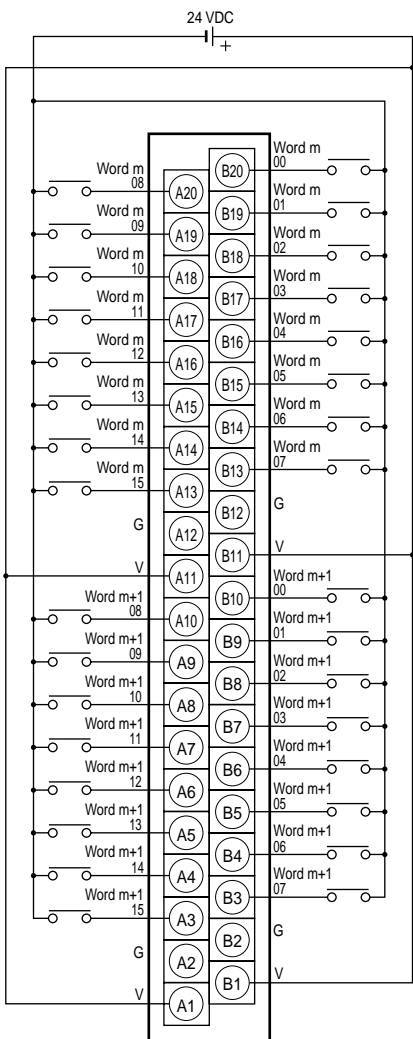 24 VDC
+
Word m
00
B20
Word m
08
A20
Word m
01
B19
Word m
09
A19
Word m
02
B18
Word m
10
A18
Word m
03
B17
Word m
11
A17
Word m
04
B16
Word m
12
A16
Word m
05
B15
Word m
13
A15
Word m
06
B14
Word m
14
A14
Word m
07
B13
Word m
15
A13
G
B12
G
A12
V
B11
V
A11
Word m+1
00
B10
Word m+1
08
A10
Word m+1
01
B9
Word m+1
09
A9
Word m+1
02
B8
Word m+1
10
A8
Word m+1
03
B7
Word m+1
11
A7
Word m+1
04
B6
Word m+1
12
A6
Word m+1
05
B5
Word m+1
13
A5
Word m+1
06
B4
Word m+1
14
A4
Word m+1
07
B3
Word m+1
15
A3
G
B2
G
A2
V
B1
V
A1